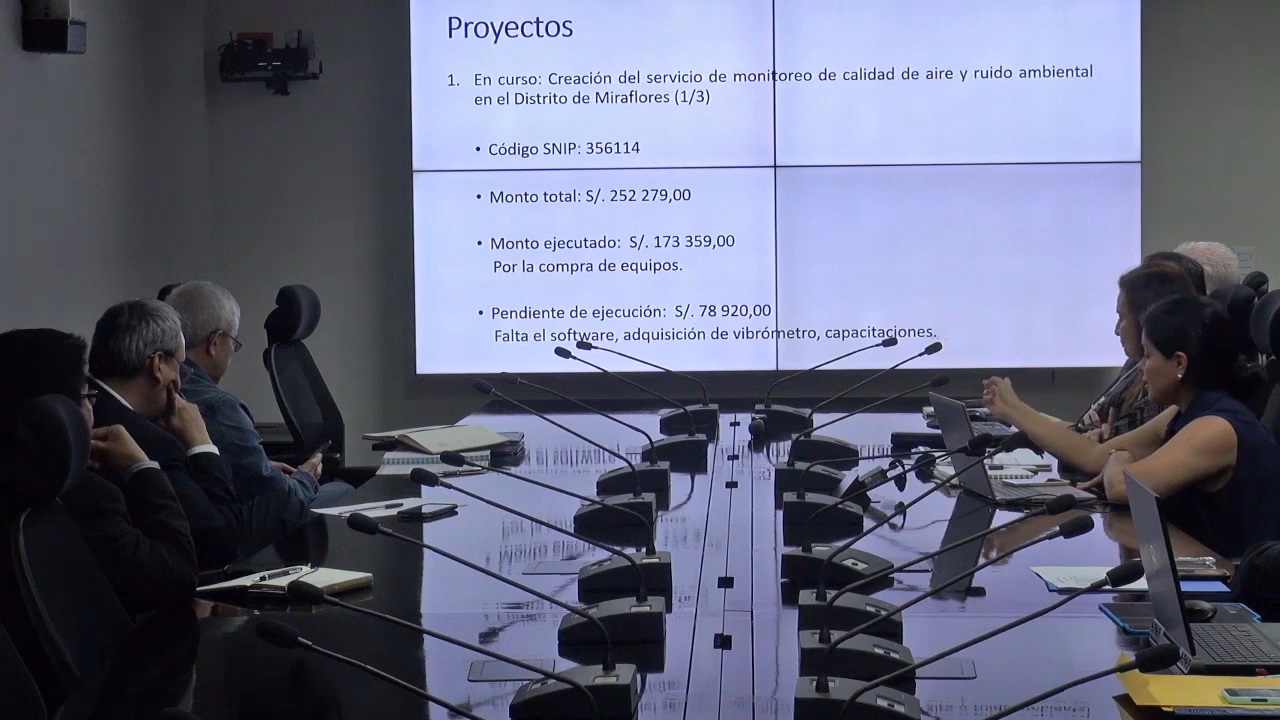 Proyectos
1. En curso: Creación del servicio de monitoreo de calidad de aire y ruido ambiental
en el Distrito de Miraflores (1/3)
• Código SNIP: 356114
• Monto total: S/. 252 279,00
• Monto ejecutado: S/. 173 359,00
Por la compra de equipos.
• Pendiente de ejecución: S/. 78 920,00
Falta el software, adquisición de vibrómetro, capacitaciones.